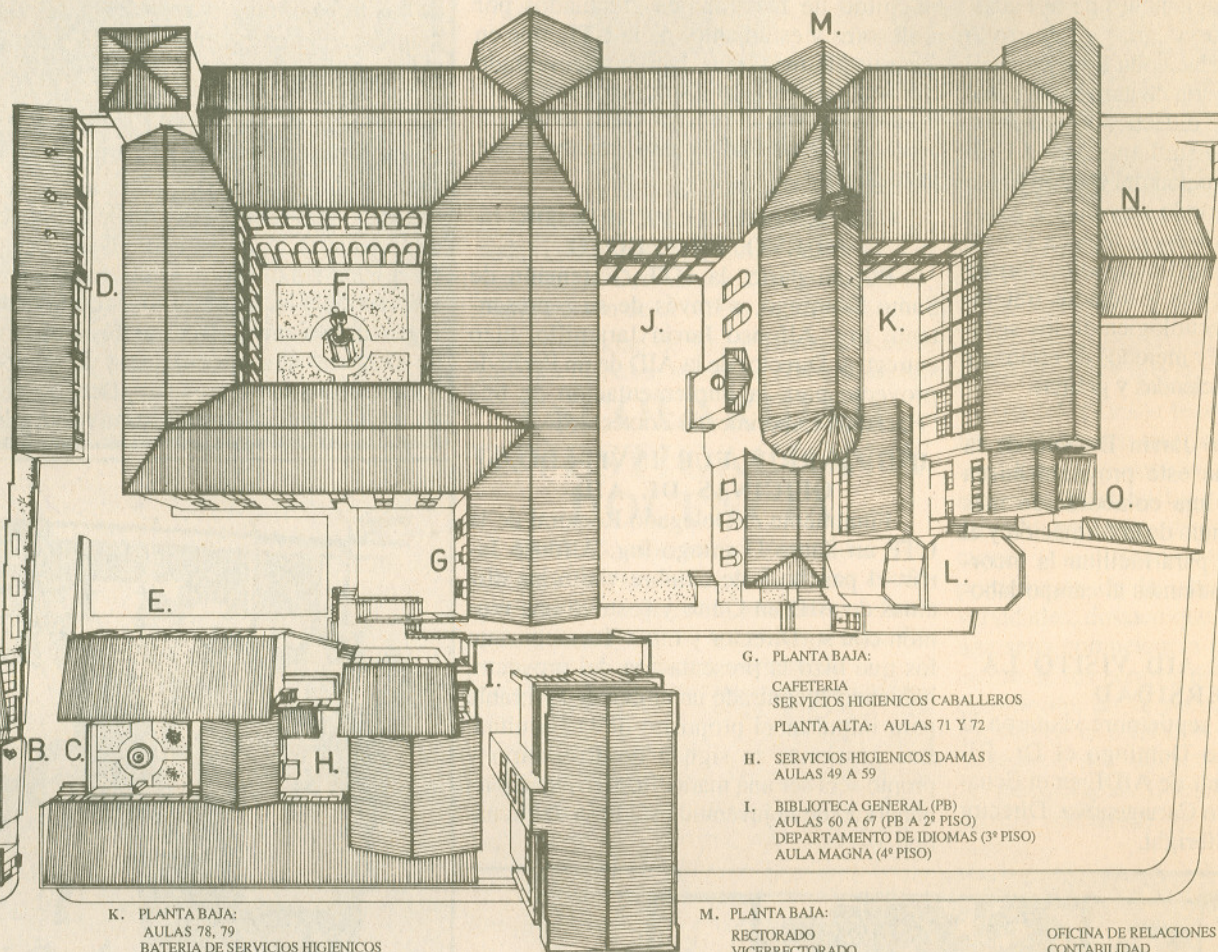 M.
N.
D.
F.
J.
K.
G.
O.
E.
L.
I.
B. C.
H.
G. PLANTA BAJA:
CAFETERIA
SERVICIOS HIGIENICOS CABALLEROS
PLANTA ALTA: AULAS 71 Y 72
H. SERVICIOS HIGIENICOS DAMAS
AULAS 49 A 59
I. BIBLIOTECA GENERAL (PB)
AULAS 60 A 67 (PB A 2º PISO)
DEPARTAMENTO DE IDIOMAS (3º PISO)
AULA MAGNA (4º PISO)
K. PLANTA BAJA:
AULAS 78, 79
BATERIA DE SERVICIOS HIGIENICOS
M. PLANTA BAJA:
RECTORADO
VICERRECTORADO
OFICINA DE RELACIONES
CONTABILIDAD